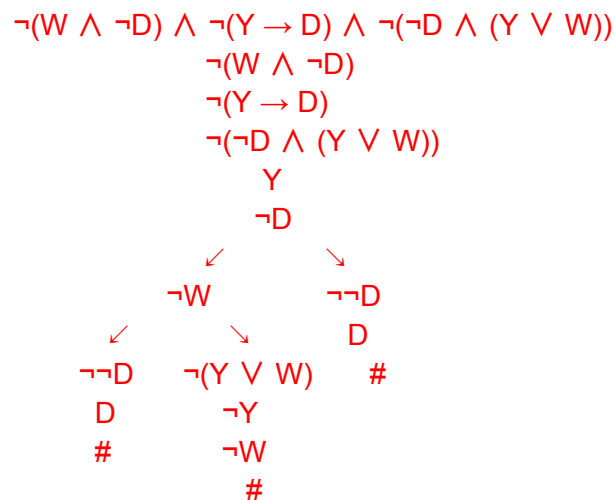 ¬(W ∧ ¬D) ∧ ¬(Y → D) ∧ ¬(¬D ∧ (Y ∨ W))
¬(W ∧ ¬D)
¬(Y → D)
¬(¬D ∧ (Y ∨ W))
Y
¬D
↙ ↘
¬W ¬¬D
↙ ↘ D
¬¬D ¬(Y ∨ W) #
D ¬Y
# ¬W
#